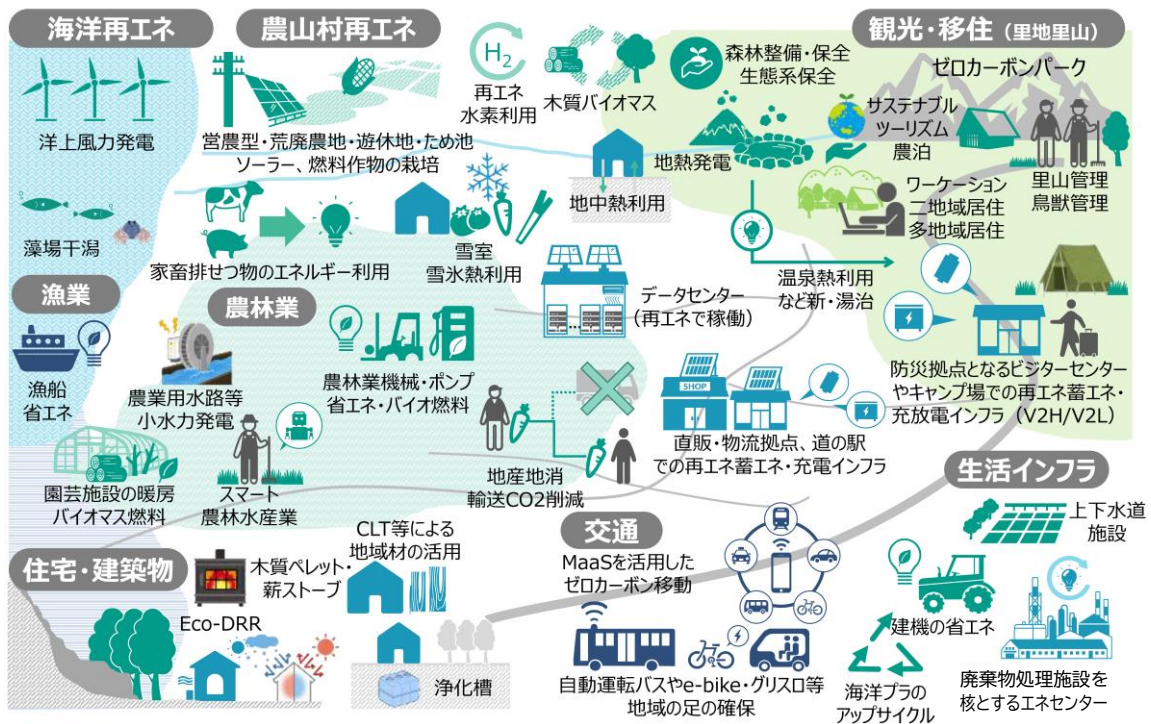 海洋再エネ
洋上風力発電
藻場干潟
農山村再エネ
営農型・荒廃農地・遊休地・ため池
ソーラー、燃料作物の栽培
H2
再エネ
水素利用
木質バイオマス
家畜排せつ物のエネルギー利用
雪室
雪氷熱利用
地中熱利用
観光・移住（里地里山）
森林整備・保全
生態系保全
ゼロカーボンパーク
地熱発電
サステナブル
ツーリズム
農泊
里山管理
鳥獣管理
ワーケーション
二地域居住
多地域居住
温泉熱利用
など新・湯治
防災拠点となるビジターセンター
やキャンプ場での再エネ蓄エネ・
充放電インフラ（V2H/V2L）
データセンター
（再エネで稼働）
漁業
漁船
省エネ
農林業
農業用水路等
小水力発電
農林業機械・ポンプ
省エネ・バイオ燃料
園芸施設の暖房
バイオマス燃料
スマート
農林水産業
地産地消
輸送CO2削減
SHOP
直販・物流拠点、道の駅
での再エネ蓄エネ・充電インフラ
住宅・建築物
木質ペレット・
薪ストーブ
CLT等による
地域材の活用
Eco-DRR
浄化槽
交通
MaaSを活用した
ゼロカーボン移動
自動運転バスやe-bike・グリスロ等
地域の足の確保
生活インフラ
上下水道
施設
建機の省エネ
海洋プラの
アップサイクル
廃棄物処理施設を
核とするエネセンター